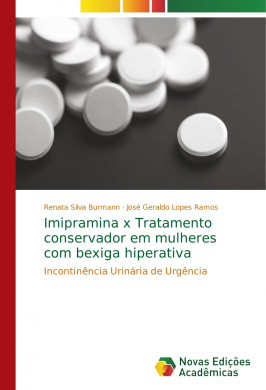 Renata Silva Burmann · José Geraldo Lopes Ramos
Imipramina x Tratamento
conservador em mulheres
com bexiga hiperativa
Incontinência Urinária de Urgência
Novas Edições
Acadêmicas